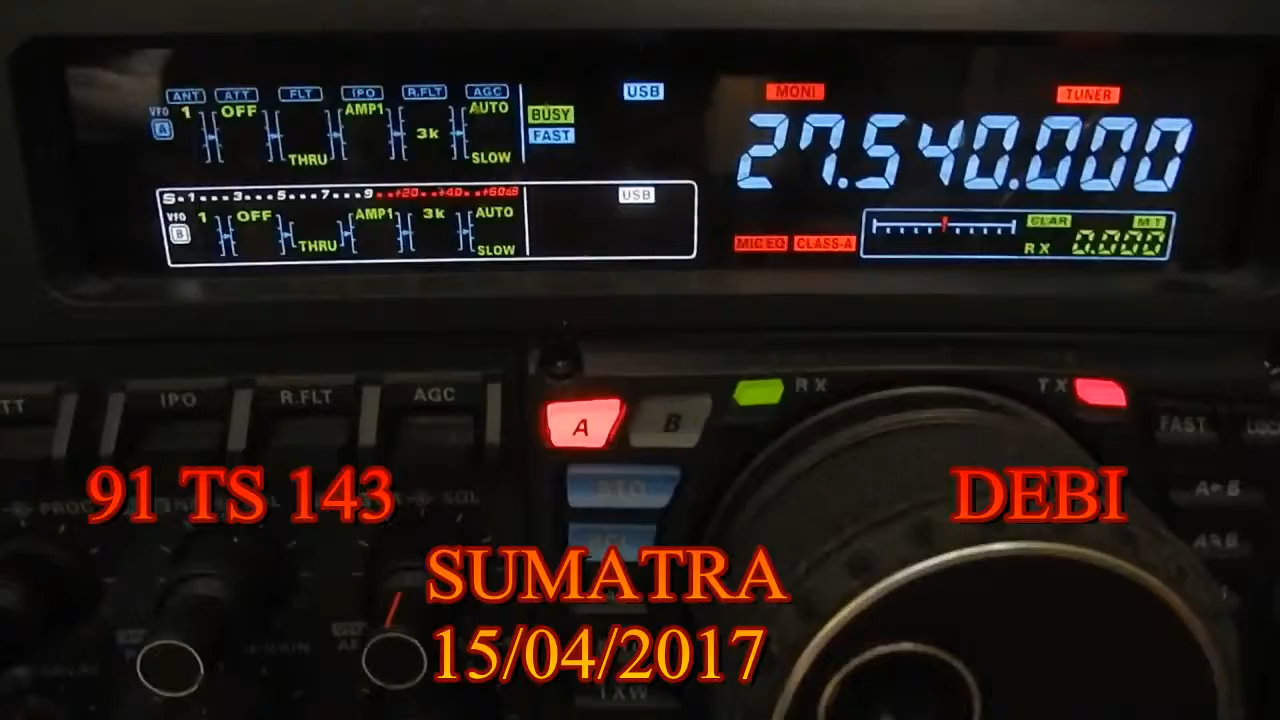 ANT ATT FLT IPO R.FLT AGC USB MONI TUNER
VFO A 1 OFF THRU AMP1 3k AUTO SLOW
BUSY
FAST
27.540.000
S 1 3 5 7 9 +20 +40 +60dB USB
VFO B 1 OFF THRU AMP1 3k AUTO SLOW
MIC EQ CLASS-A CLAR MT
RX 0.000
TT IPO R.FLT AGC A B RX TX FAST
STO
91 TS 143 DEBI
A▸B
SUMATRA
15/04/2017
TXW